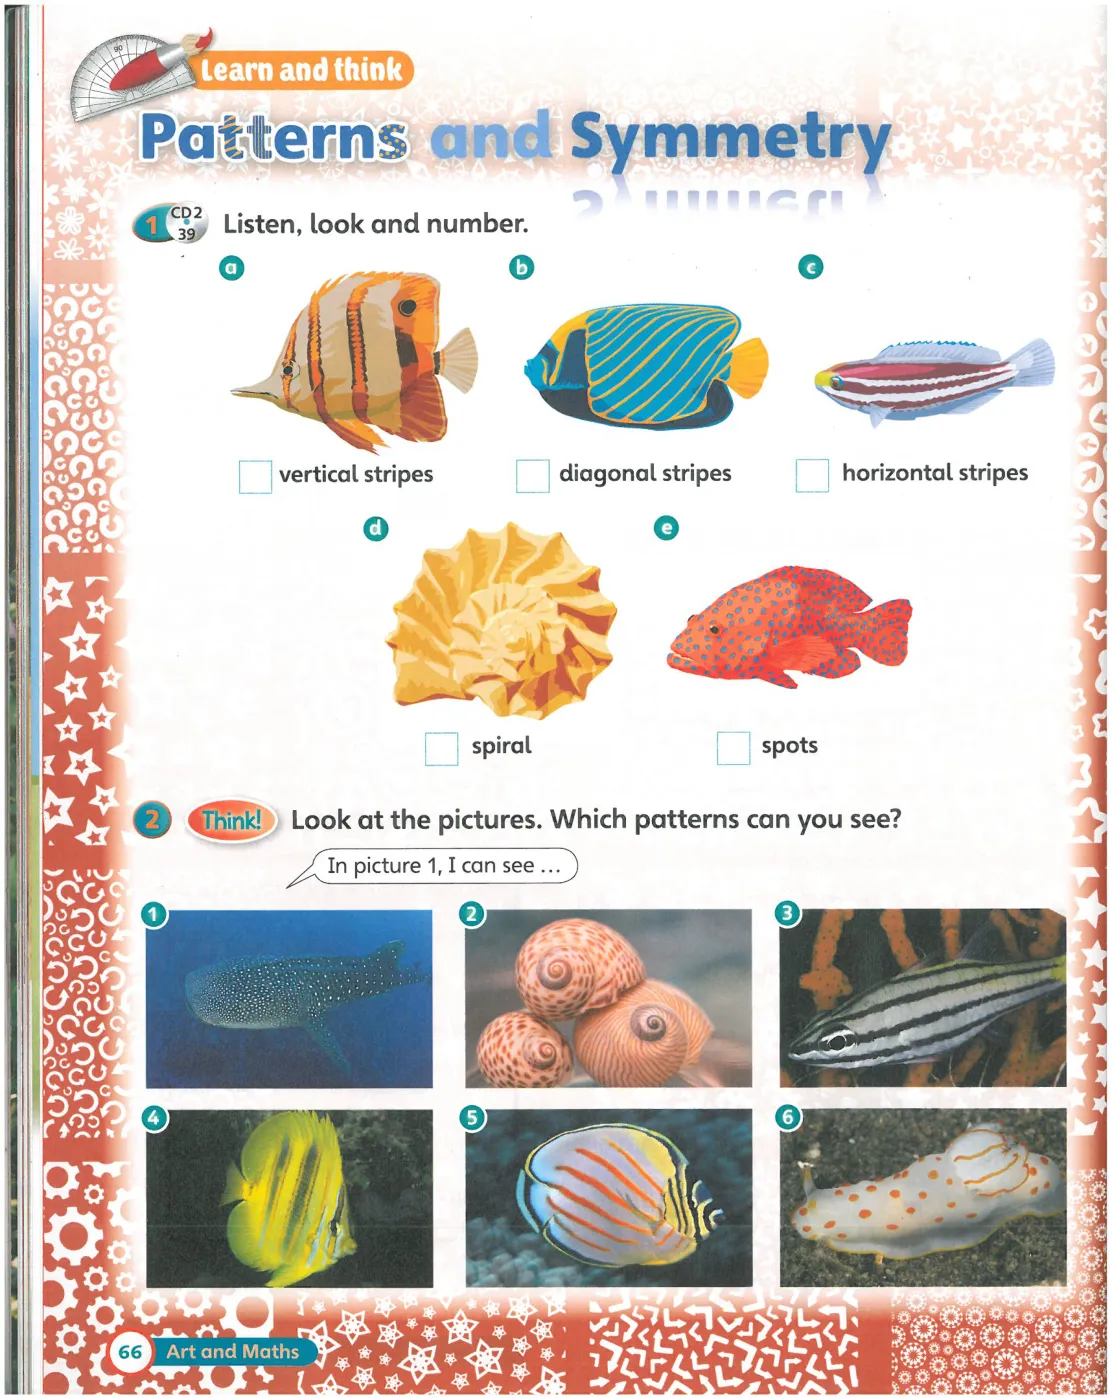 90
Learn and think
Patterns and Symmetry
1 CD2 39 Listen, look and number.
a b c
vertical stripes diagonal stripes horizontal stripes
d e
spiral spots
2 Think! Look at the pictures. Which patterns can you see?
In picture 1, I can see ...
1 2 3
4 5 6
66 Art and Maths